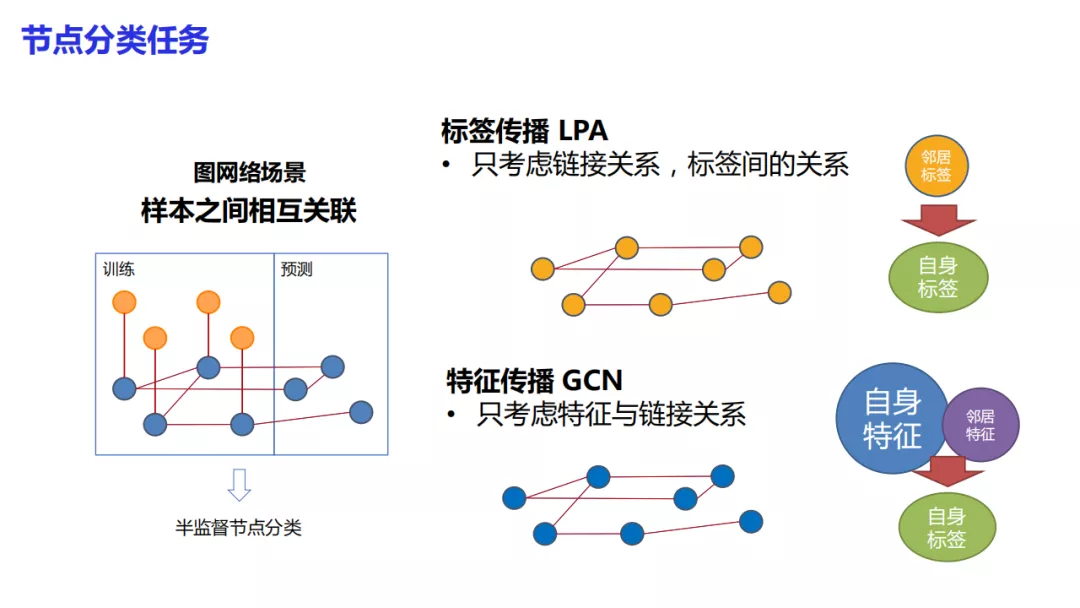 节点分类任务
图网络场景
样本之间相互关联
训练
预测
半监督节点分类
标签传播 LPA
• 只考虑链接关系，标签间的关系
邻居
标签
自身
标签
特征传播 GCN
• 只考虑特征与链接关系
自身
特征
邻居
特征
自身
标签